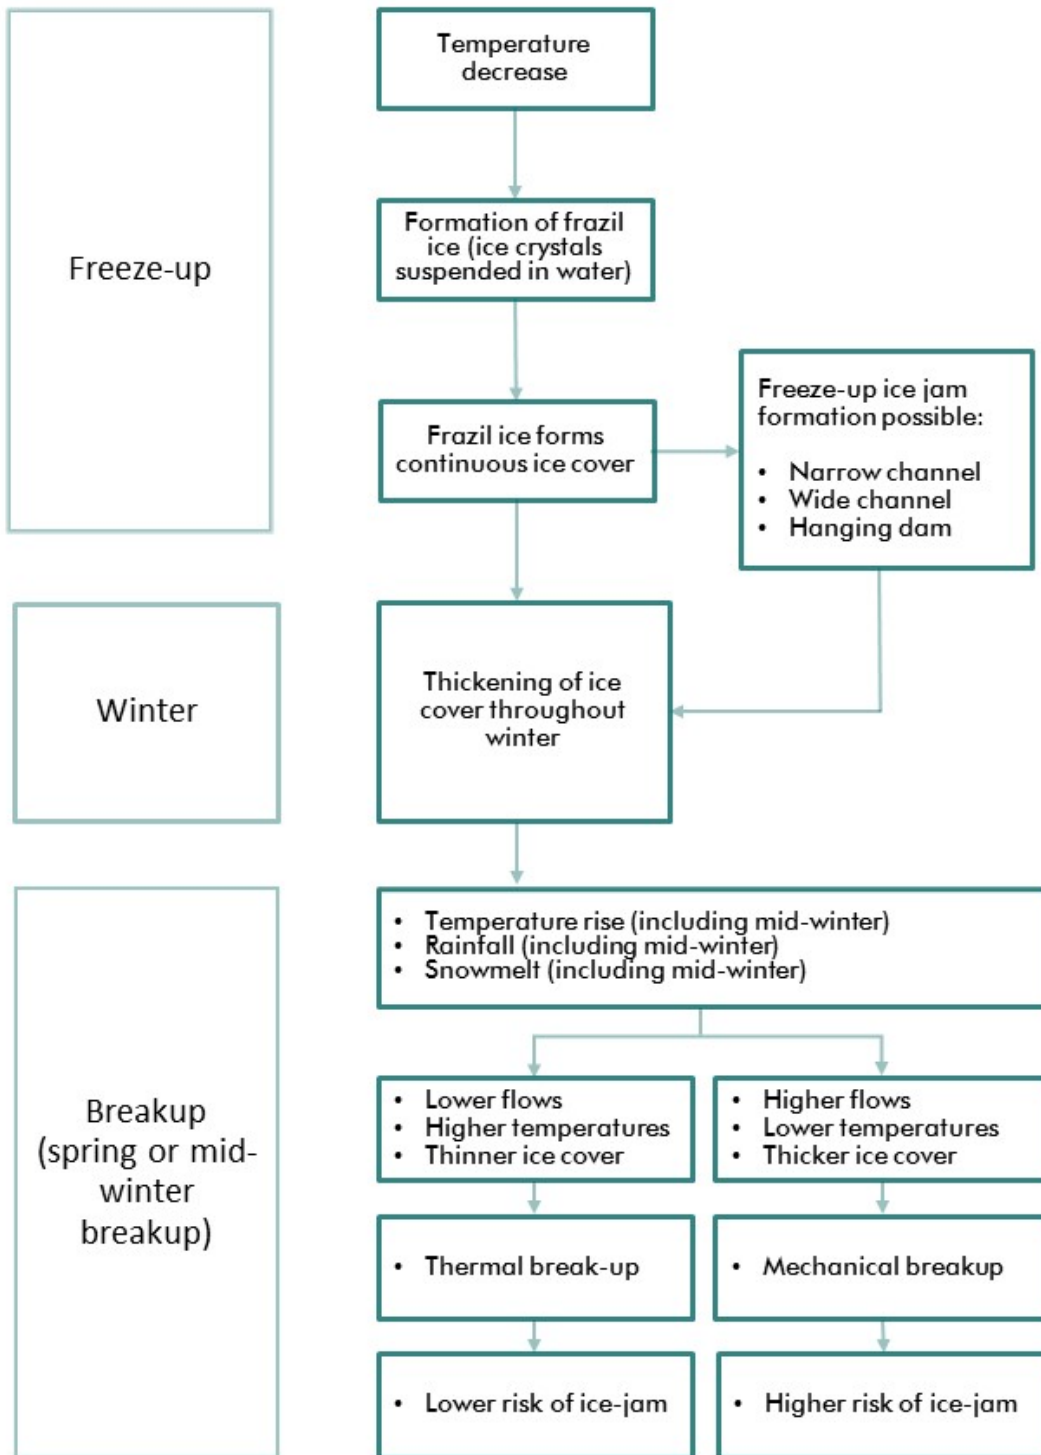 Temperature
decrease
Freeze-up
Formation of frazil
ice (ice crystals
suspended in water)
Frazil ice forms
continuous ice cover
Freeze-up ice jam
formation possible:
• Narrow channel
• Wide channel
• Hanging dam
Winter
Thickening of ice
cover throughout
winter
Breakup
(spring or mid-
winter
breakup)
• Temperature rise (including mid-winter)
• Rainfall (including mid-winter)
• Snowmelt (including mid-winter)
• Lower flows
• Higher temperatures
• Thinner ice cover
• Higher flows
• Lower temperatures
• Thicker ice cover
• Thermal break-up
• Mechanical breakup
• Lower risk of ice-jam
• Higher risk of ice-jam